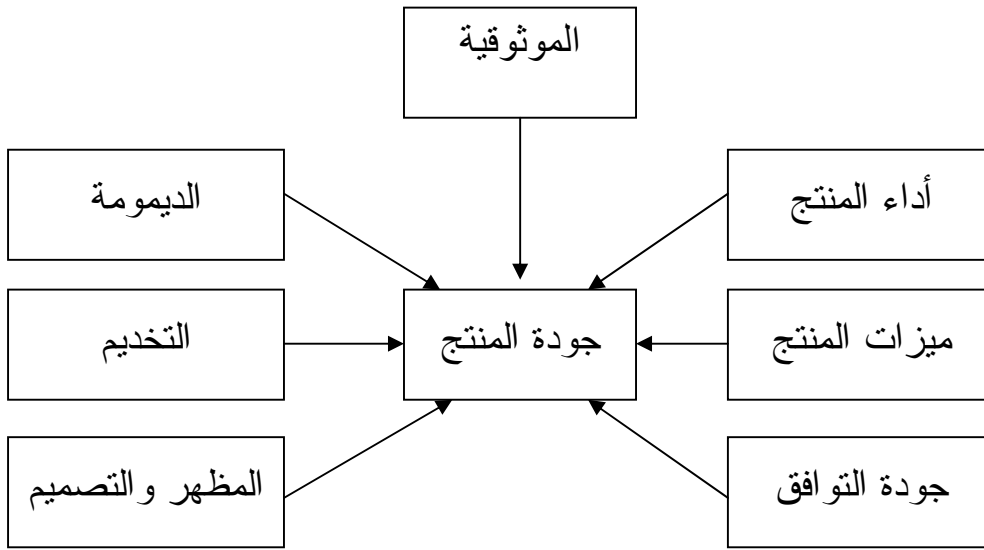 الموثوقية
أداء المنتج
الديمومة
ميزات المنتج
جودة المنتج
التخديم
جودة التوافق
المظهر والتصميم